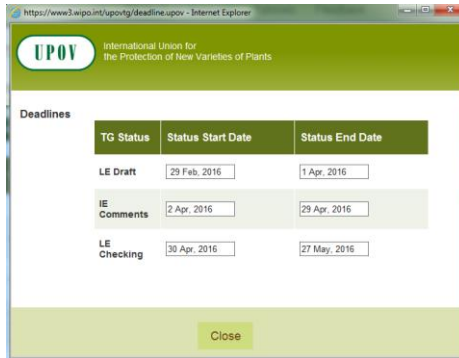 https://www3.wipo.int/upovtg/deadline.upov - Internet Explorer
UPOV
International Union for
the Protection of New Varieties of Plants
Deadlines
TG Status Status Start Date Status End Date
LE Draft 29 Feb, 2016 1 Apr, 2016
IE
Comments 2 Apr, 2016 29 Apr, 2016
LE
Checking 30 Apr, 2016 27 May, 2016
Close